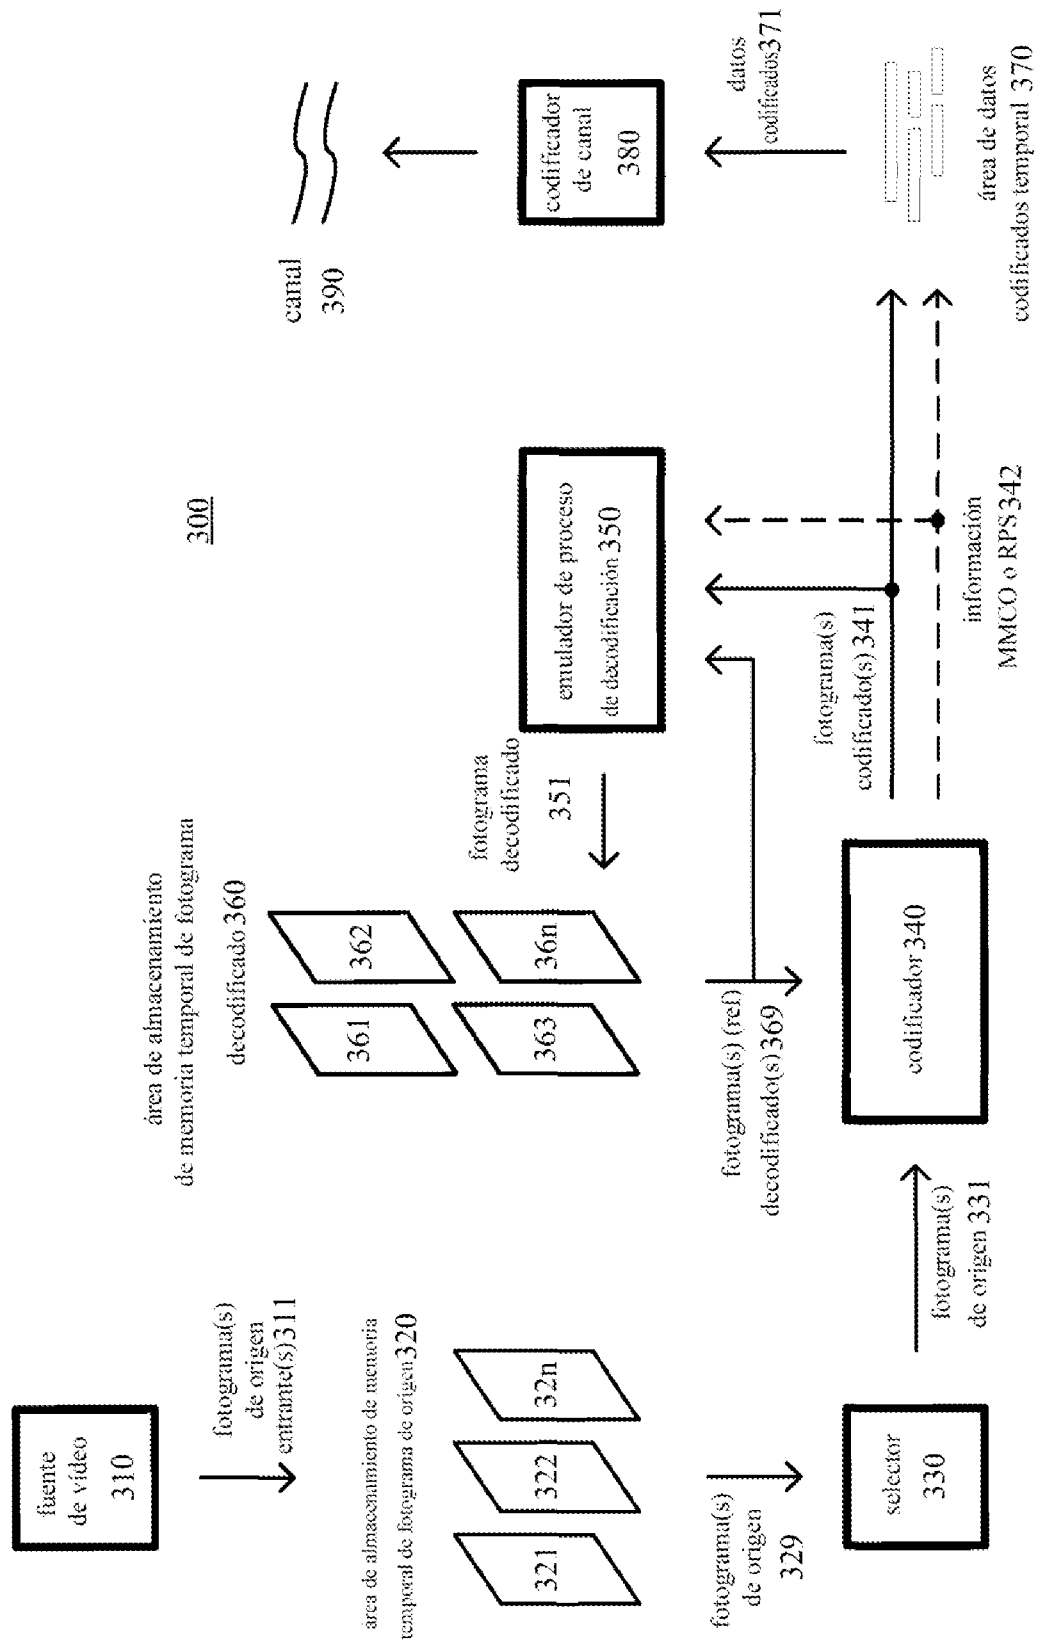 300
fuente
de vídeo
310
fotograma(s)
de origen
entrante(s)311
área de almacenamiento de memoria
temporal de fotograma de origen320
321
322
32n
fotograma(s)
de origen
329
selector
330
fotograma(s)
de origen 331
área de almacenamiento
de memoria temporal de fotograma
decodificado 360
361
362
363
36n
fotograma(s) (ref)
decodificado(s)369
codificador 340
fotograma
decodificado
351
emulador de proceso
de decodificación 350
fotograma(s)
codificado(s) 341
información
MMCO o RPS342
canal
390
codificador
de canal
380
datos
codificados371
área de datos
codificados temporal 370